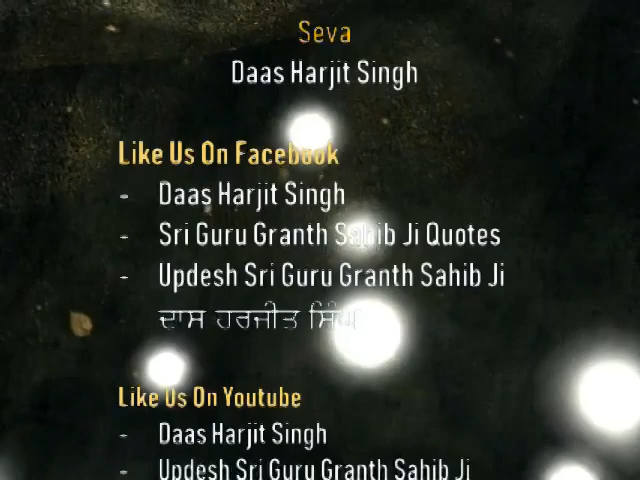 Seva
Daas Harjit Singh
Like Us On Facebook
- Daas Harjit Singh
- Sri Guru Granth Sahib Ji Quotes
- Updesh Sri Guru Granth Sahib Ji
ਦਾਸ ਹਰਜੀਤ ਸਿੰਘ
Like Us On Youtube
- Daas Harjit Singh
- Updesh Sri Guru Granth Sahib Ji